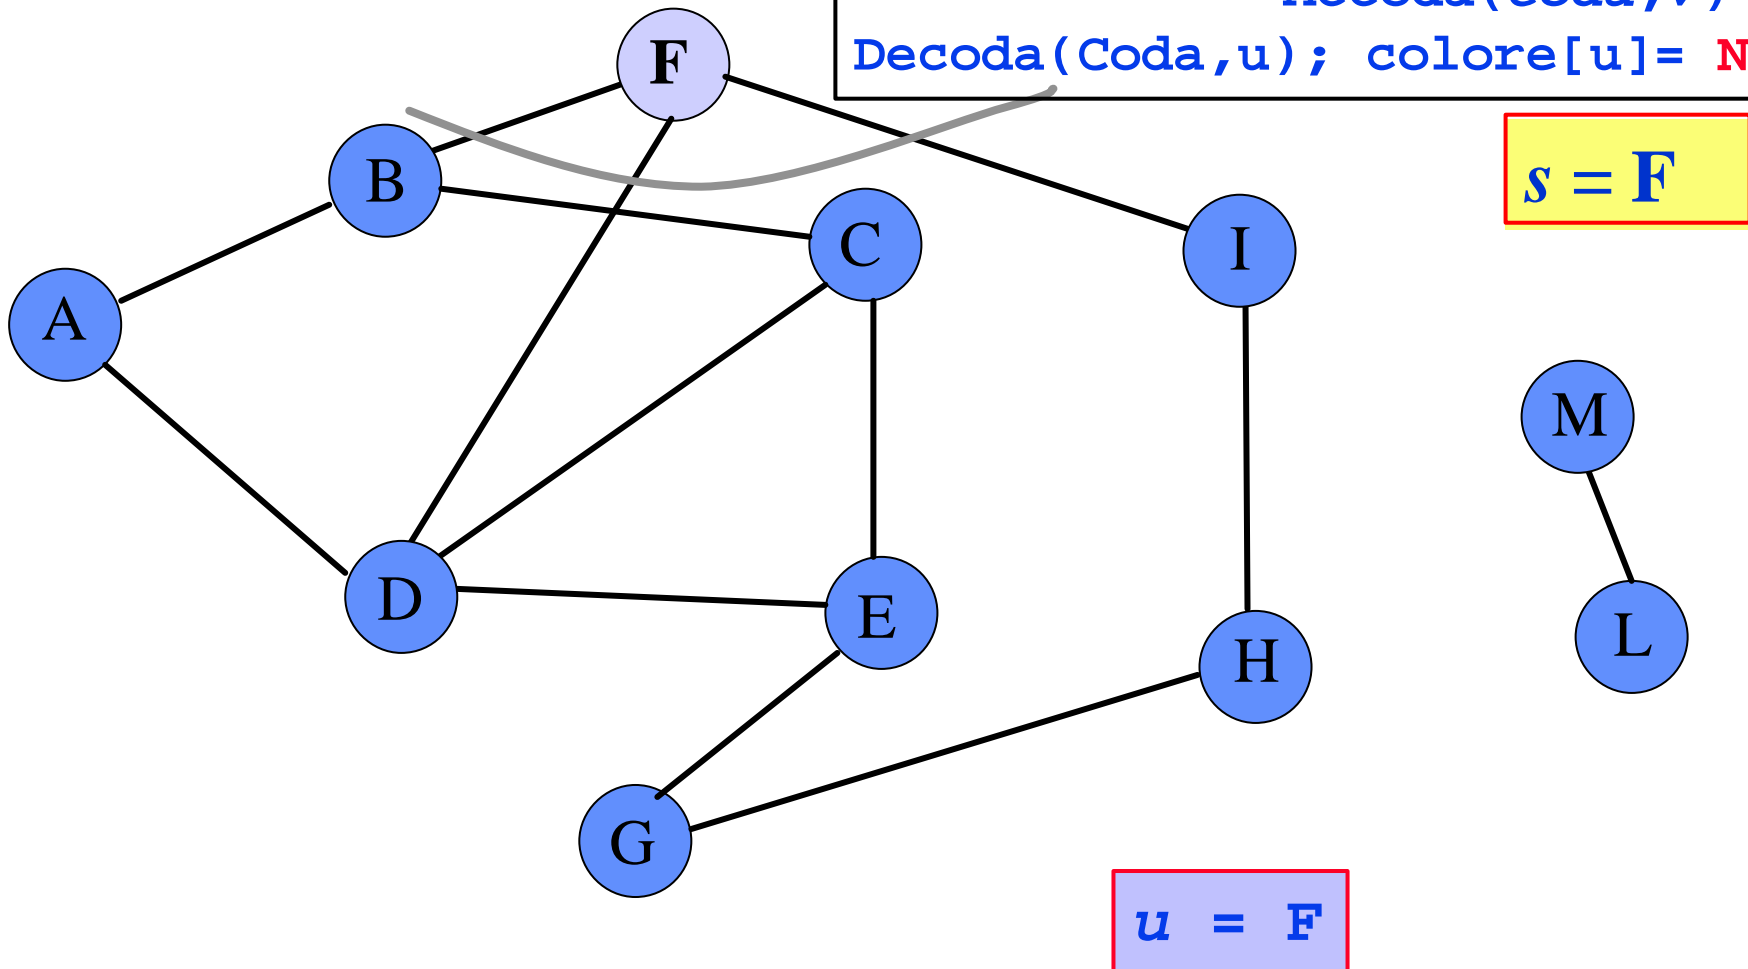 Decoda(Coda,u); colore[u]= N
F
s = F
B
C
I
A
M
D
E
H
L
G
u = F